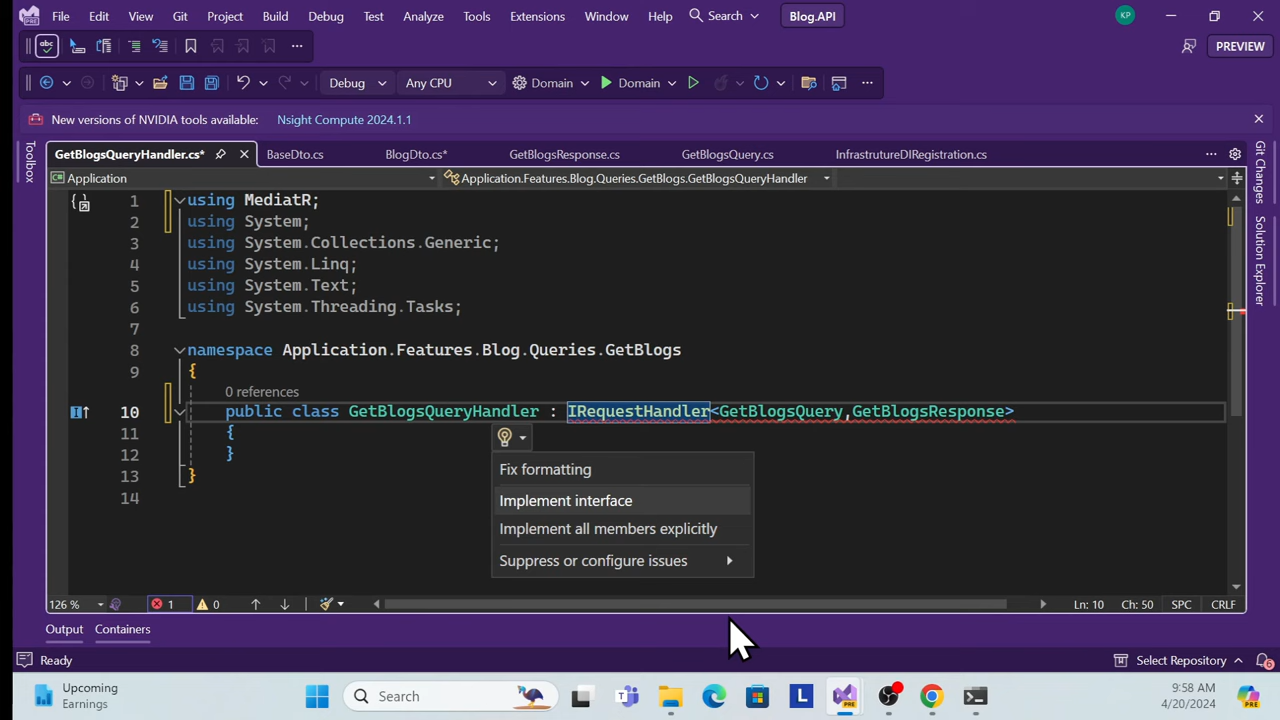 File Edit View Git Project Build Debug Test Analyze Tools Extensions Window Help Search Blog.API KP
abc PREVIEW
Debug Any CPU Domain Domain
New versions of NVIDIA tools available: Nsight Compute 2024.1.1
Toolbox
GetBlogsQueryHandler.cs* BaseDto.cs BlogDto.cs* GetBlogsResponse.cs GetBlogsQuery.cs InfrastrutureDIRegistration.cs
Git Changes
Solution Explorer
Application Application.Features.Blog.Queries.GetBlogs.GetBlogsQueryHandler
1 using MediatR;
2 using System;
3 using System.Collections.Generic;
4 using System.Linq;
5 using System.Text;
6 using System.Threading.Tasks;
7
8 namespace Application.Features.Blog.Queries.GetBlogs
9 {
0 references
10 public class GetBlogsQueryHandler : IRequestHandler<GetBlogsQuery,GetBlogsResponse>
11 {
12 }
13 }
14
Fix formatting
Implement interface
Implement all members explicitly
Suppress or configure issues
126 % 1 0 Ln: 10 Ch: 50 SPC CRLF
Output Containers
Ready Select Repository 6
Upcoming
Earnings
Search L PRE 9:58 AM PRE
4/20/2024